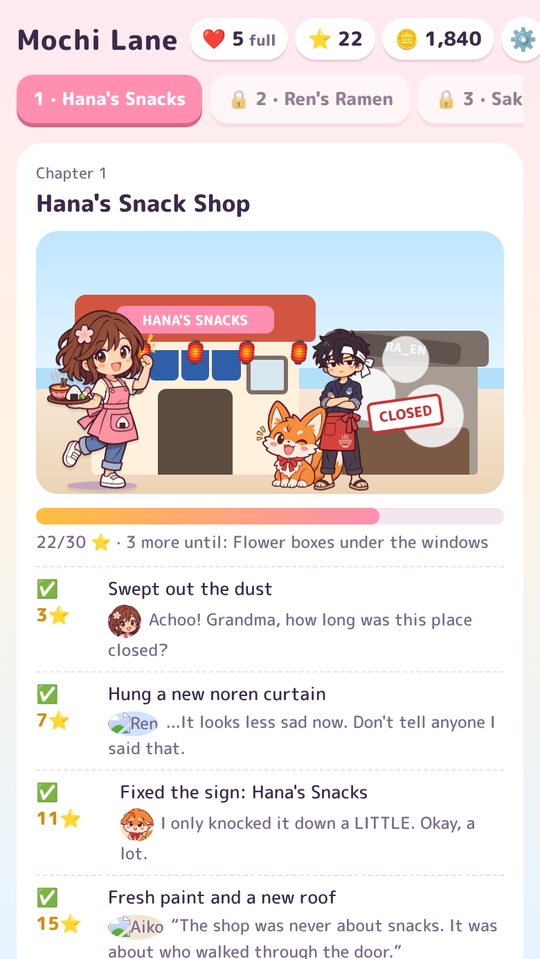 Mochi Lane ❤️ 5 full ⭐ 22 🪙 1,840 ⚙️
1 · Hana's Snacks 🔒 2 · Ren's Ramen 🔒 3 · Sak
Chapter 1
Hana's Snack Shop
HANA'S SNACKS
RA_EN
CLOSED
22/30 ⭐ · 3 more until: Flower boxes under the windows
✅ Swept out the dust
3⭐ Achoo! Grandma, how long was this place
closed?
✅ Hung a new noren curtain
7⭐ Ren ...It looks less sad now. Don't tell anyone I
said that.
✅ Fixed the sign: Hana's Snacks
11⭐ I only knocked it down a LITTLE. Okay, a
lot.
✅ Fresh paint and a new roof
15⭐ Aiko “The shop was never about snacks. It was
about who walked through the door.”